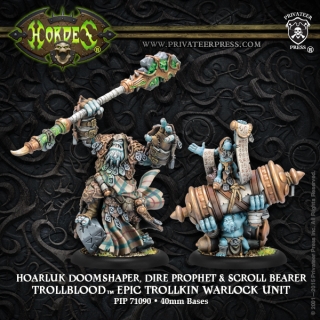 HORDES®
WWW.PRIVATEERPRESS.COM
PRIVATEER
PRESS®
HOARLUK DOOMSHAPER, DIRE PROPHET & SCROLL BEARER
TROLLBLOOD™ EPIC TROLLKIN WARLOCK UNIT
PIP 71090 • 40mm Bases